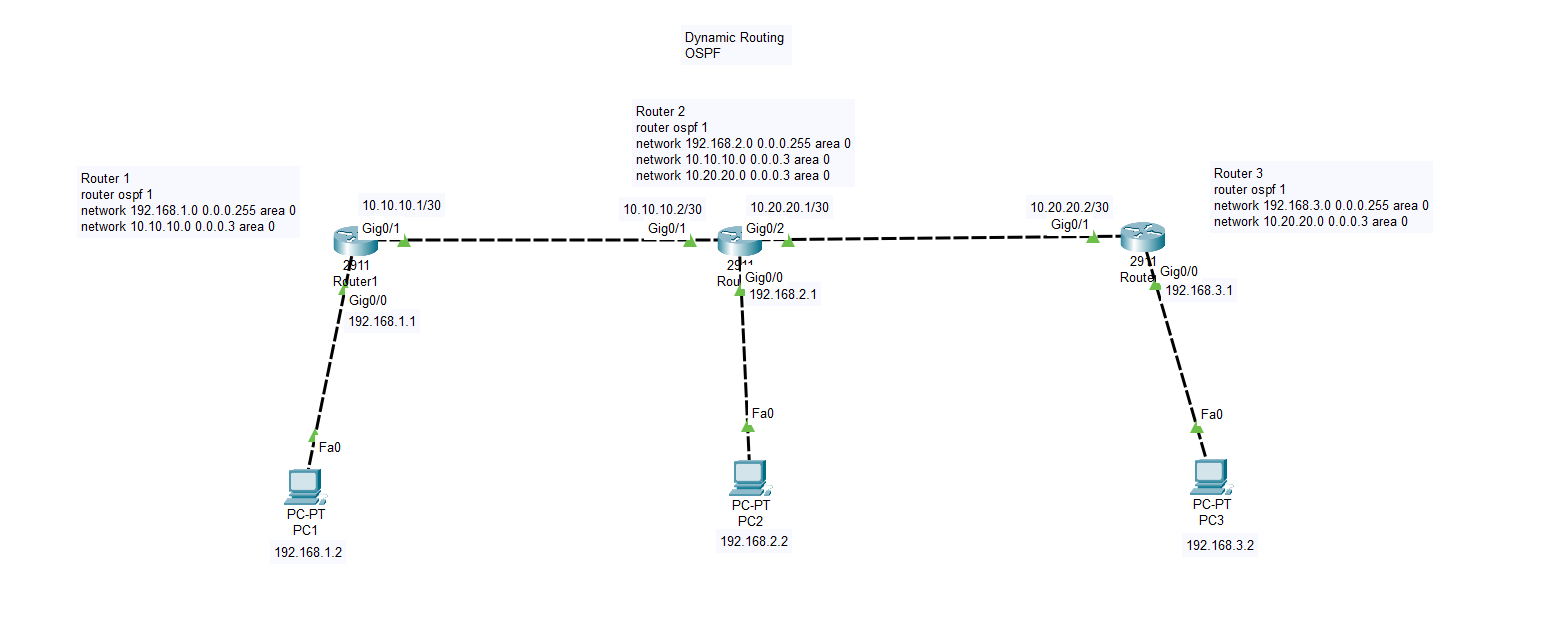 Dynamic Routing
OSPF
Router 2
router ospf 1
network 192.168.2.0 0.0.0.255 area 0
network 10.10.10.0 0.0.0.3 area 0
network 10.20.20.0 0.0.0.3 area 0
Router 1
router ospf 1
network 192.168.1.0 0.0.0.255 area 0
network 10.10.10.0 0.0.0.3 area 0
Router 3
router ospf 1
network 192.168.3.0 0.0.0.255 area 0
network 10.20.20.0 0.0.0.3 area 0
10.10.10.1/30
Gig0/1
2911
Router1
Gig0/0
192.168.1.1
10.10.10.2/30
Gig0/1
10.20.20.1/30
Gig0/2
2911
Rou
Gig0/0
192.168.2.1
10.20.20.2/30
Gig0/1
2911
Route
Gig0/0
192.168.3.1
Fa0
PC-PT
PC1
192.168.1.2
Fa0
PC-PT
PC2
192.168.2.2
Fa0
PC-PT
PC3
192.168.3.2